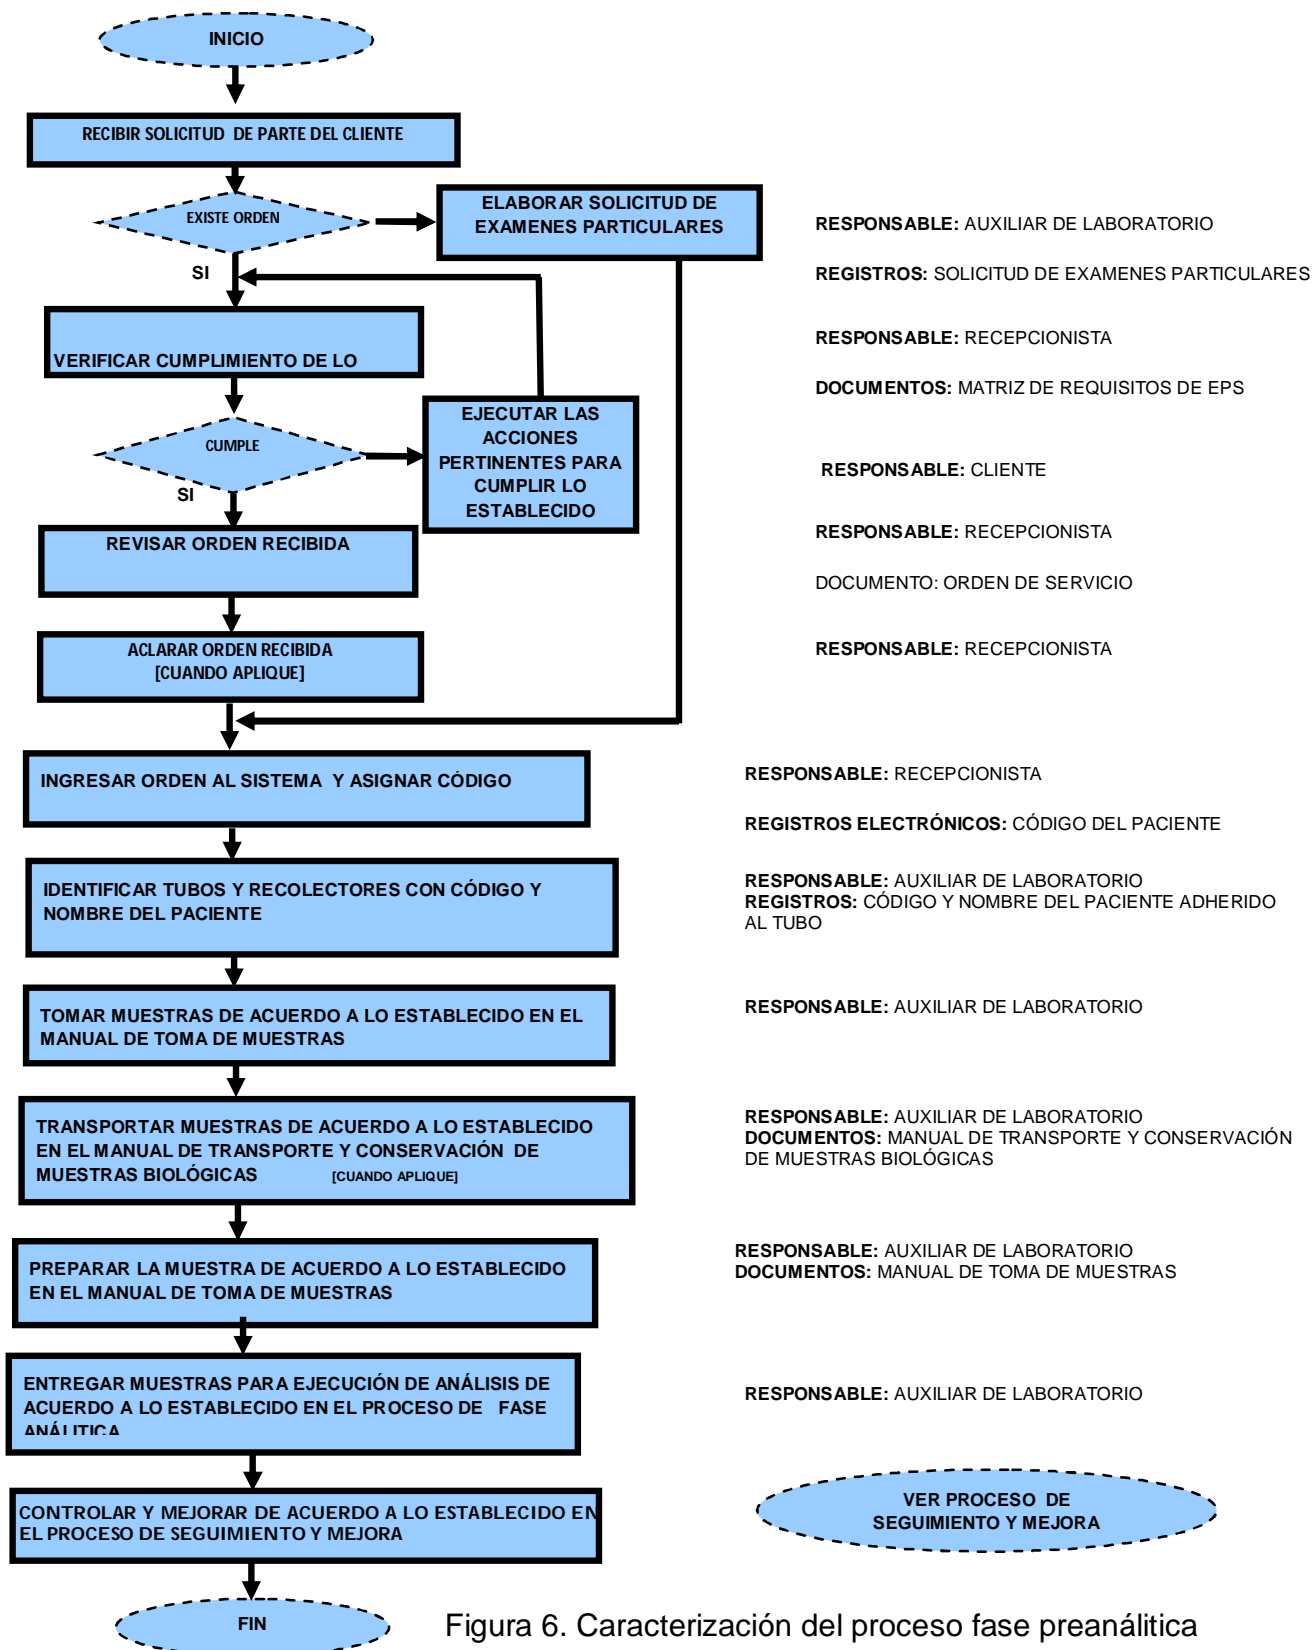 INICIO
RECIBIR SOLICITUD DE PARTE DEL CLIENTE
EXISTE ORDEN
ELABORAR SOLICITUD DE
EXAMENES PARTICULARES
RESPONSABLE: AUXILIAR DE LABORATORIO
SI
REGISTROS: SOLICITUD DE EXAMENES PARTICULARES
VERIFICAR CUMPLIMIENTO DE LO
RESPONSABLE: RECEPCIONISTA
DOCUMENTOS: MATRIZ DE REQUISITOS DE EPS
CUMPLE
EJECUTAR LAS
ACCIONES
PERTINENTES PARA
CUMPLIR LO
ESTABLECIDO
RESPONSABLE: CLIENTE
SI
REVISAR ORDEN RECIBIDA
RESPONSABLE: RECEPCIONISTA
DOCUMENTO: ORDEN DE SERVICIO
ACLARAR ORDEN RECIBIDA
[CUANDO APLIQUE]
RESPONSABLE: RECEPCIONISTA
INGRESAR ORDEN AL SISTEMA Y ASIGNAR CÓDIGO
RESPONSABLE: RECEPCIONISTA
REGISTROS ELECTRÓNICOS: CÓDIGO DEL PACIENTE
IDENTIFICAR TUBOS Y RECOLECTORES CON CÓDIGO Y
NOMBRE DEL PACIENTE
RESPONSABLE: AUXILIAR DE LABORATORIO
REGISTROS: CÓDIGO Y NOMBRE DEL PACIENTE ADHERIDO
AL TUBO
TOMAR MUESTRAS DE ACUERDO A LO ESTABLECIDO EN EL
MANUAL DE TOMA DE MUESTRAS
RESPONSABLE: AUXILIAR DE LABORATORIO
TRANSPORTAR MUESTRAS DE ACUERDO A LO ESTABLECIDO
EN EL MANUAL DE TRANSPORTE Y CONSERVACIÓN DE
MUESTRAS BIOLÓGICAS [CUANDO APLIQUE]
RESPONSABLE: AUXILIAR DE LABORATORIO
DOCUMENTOS: MANUAL DE TRANSPORTE Y CONSERVACIÓN
DE MUESTRAS BIOLÓGICAS
PREPARAR LA MUESTRA DE ACUERDO A LO ESTABLECIDO
EN EL MANUAL DE TOMA DE MUESTRAS
RESPONSABLE: AUXILIAR DE LABORATORIO
DOCUMENTOS: MANUAL DE TOMA DE MUESTRAS
ENTREGAR MUESTRAS PARA EJECUCIÓN DE ANÁLISIS DE
ACUERDO A LO ESTABLECIDO EN EL PROCESO DE FASE
ANÁLITICA
RESPONSABLE: AUXILIAR DE LABORATORIO
CONTROLAR Y MEJORAR DE ACUERDO A LO ESTABLECIDO EN
EL PROCESO DE SEGUIMIENTO Y MEJORA
VER PROCESO DE
SEGUIMIENTO Y MEJORA
FIN
Figura 6. Caracterización del proceso fase preanálitica